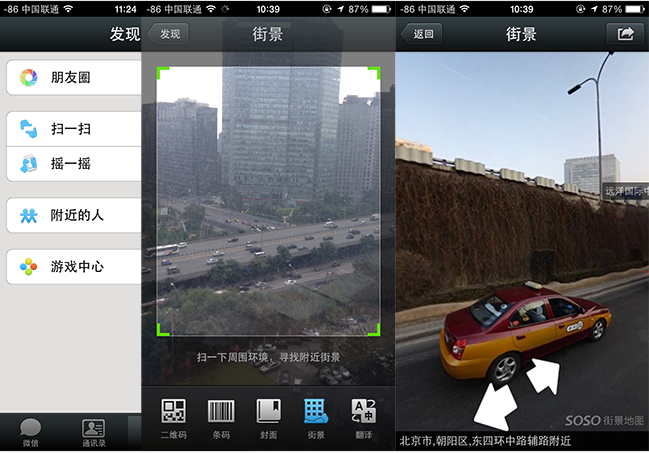 -86 中国联通 11:24
发现
朋友圈
扫一扫
摇一摇
附近的人
游戏中心
微信
通讯录
-86 中国联通 10:39 87%
发现
街景
扫一下周围环境，寻找附近街景
二维码
条码
封面
街景
翻译
A
中
-86 中国联通 10:39 87%
返回
街景
远洋国际中
SOSO 街景地图
北京市,朝阳区,东四环中路辅路附近